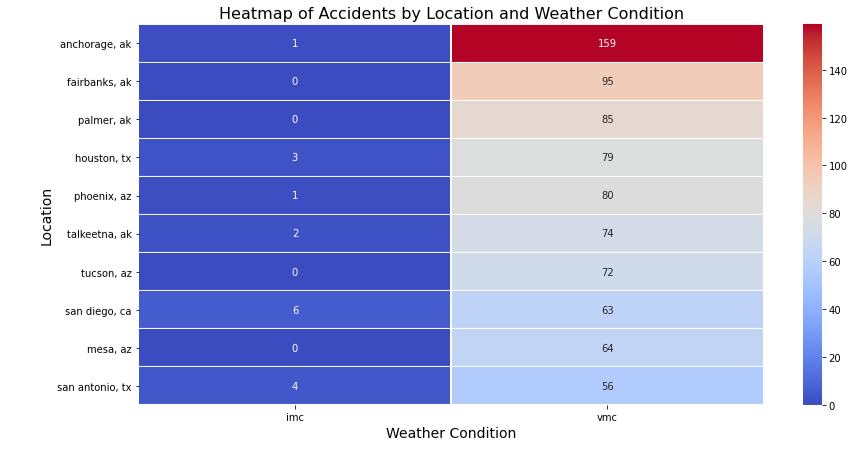 Heatmap of Accidents by Location and Weather Condition
Location
anchorage, ak 1 159
fairbanks, ak 0 95
palmer, ak 0 85
houston, tx 3 79
phoenix, az 1 80
talkeetna, ak 2 74
tucson, az 0 72
san diego, ca 6 63
mesa, az 0 64
san antonio, tx 4 56
imc vmc
Weather Condition
140
120
100
80
60
40
20
0